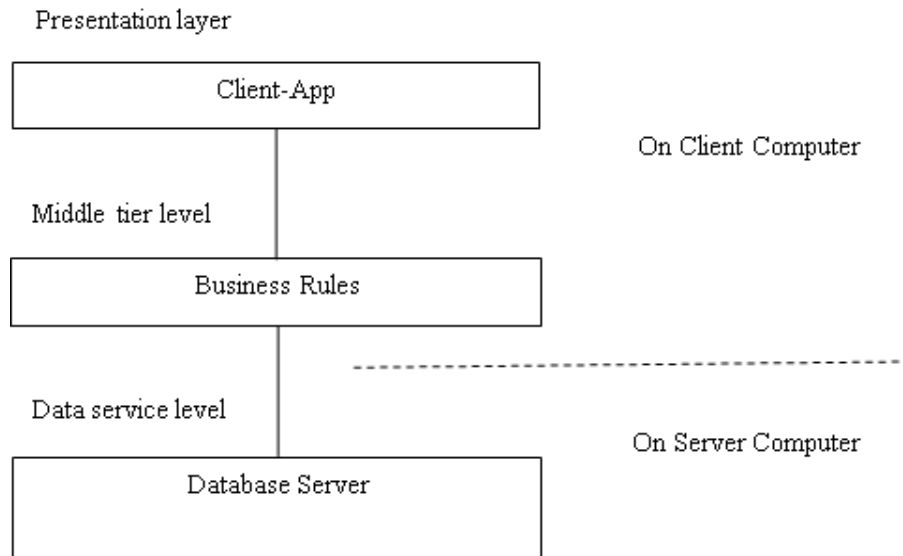 Presentation layer
Client-App
On Client Computer
Middle tier level
Business Rules
Data service level
On Server Computer
Database Server